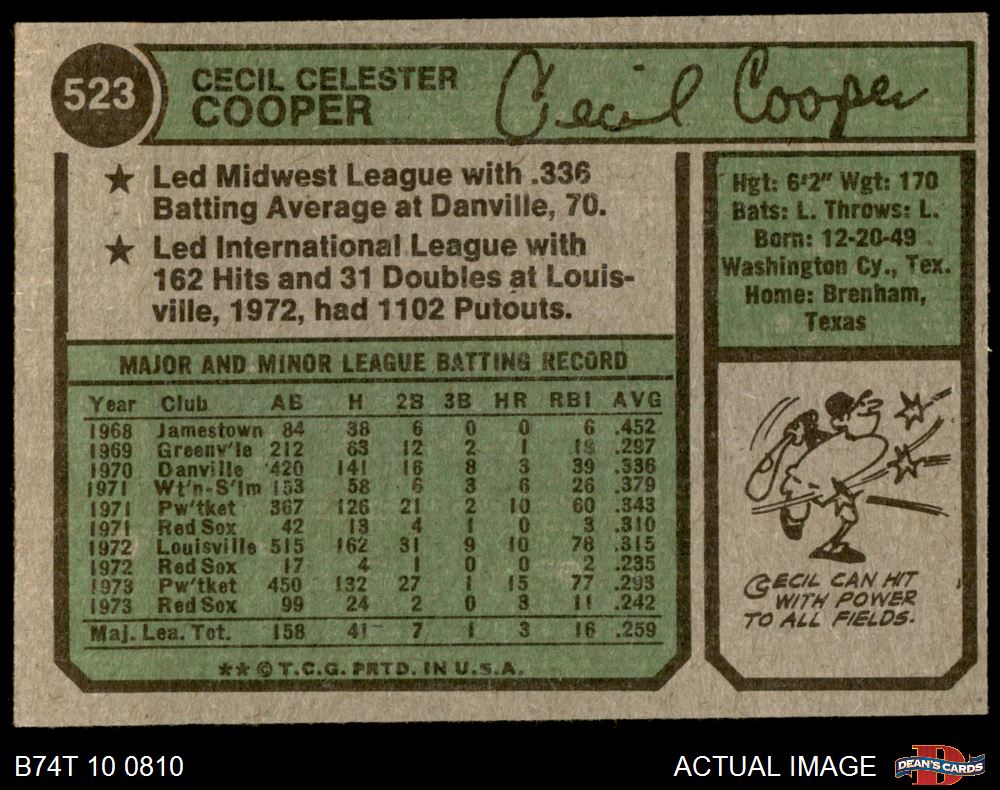 523
CECIL CELESTER
COOPER
Cecil Cooper
★ Led Midwest League with .336
Batting Average at Danville, 70.
★ Led International League with
162 Hits and 31 Doubles at Louis-
ville, 1972, had 1102 Putouts.
Hgt: 6'2" Wgt: 170
Bats: L. Throws: L.
Born: 12-20-49
Washington Cy., Tex.
Home: Brenham,
Texas
MAJOR AND MINOR LEAGUE BATTING RECORD
Year Club AB H 2B 3B HR RBI AVG
1968 Jamestown 84 38 6 0 0 6 .452
1969 Greenv'le 212 63 12 2 1 18 .297
1970 Danville 420 141 16 8 3 39 .336
1971 Wt'n-S'lm 153 58 6 3 6 26 .379
1971 Pw'tket 367 126 21 2 10 60 .343
1971 Red Sox 42 13 4 1 0 3 .310
1972 Louisville 515 162 31 9 10 78 .315
1972 Red Sox 17 4 1 0 0 2 .235
1973 Pw'tket 450 132 27 1 15 77 .293
1973 Red Sox 99 24 2 0 3 11 .242
Maj. Lea. Tot. 158 41 7 1 3 16 .259
** © T.C.G. PRTD. IN U.S.A.
CECIL CAN HIT
WITH POWER
TO ALL FIELDS.
B74T 10 0810
ACTUAL IMAGE
DEAN'S CARDS